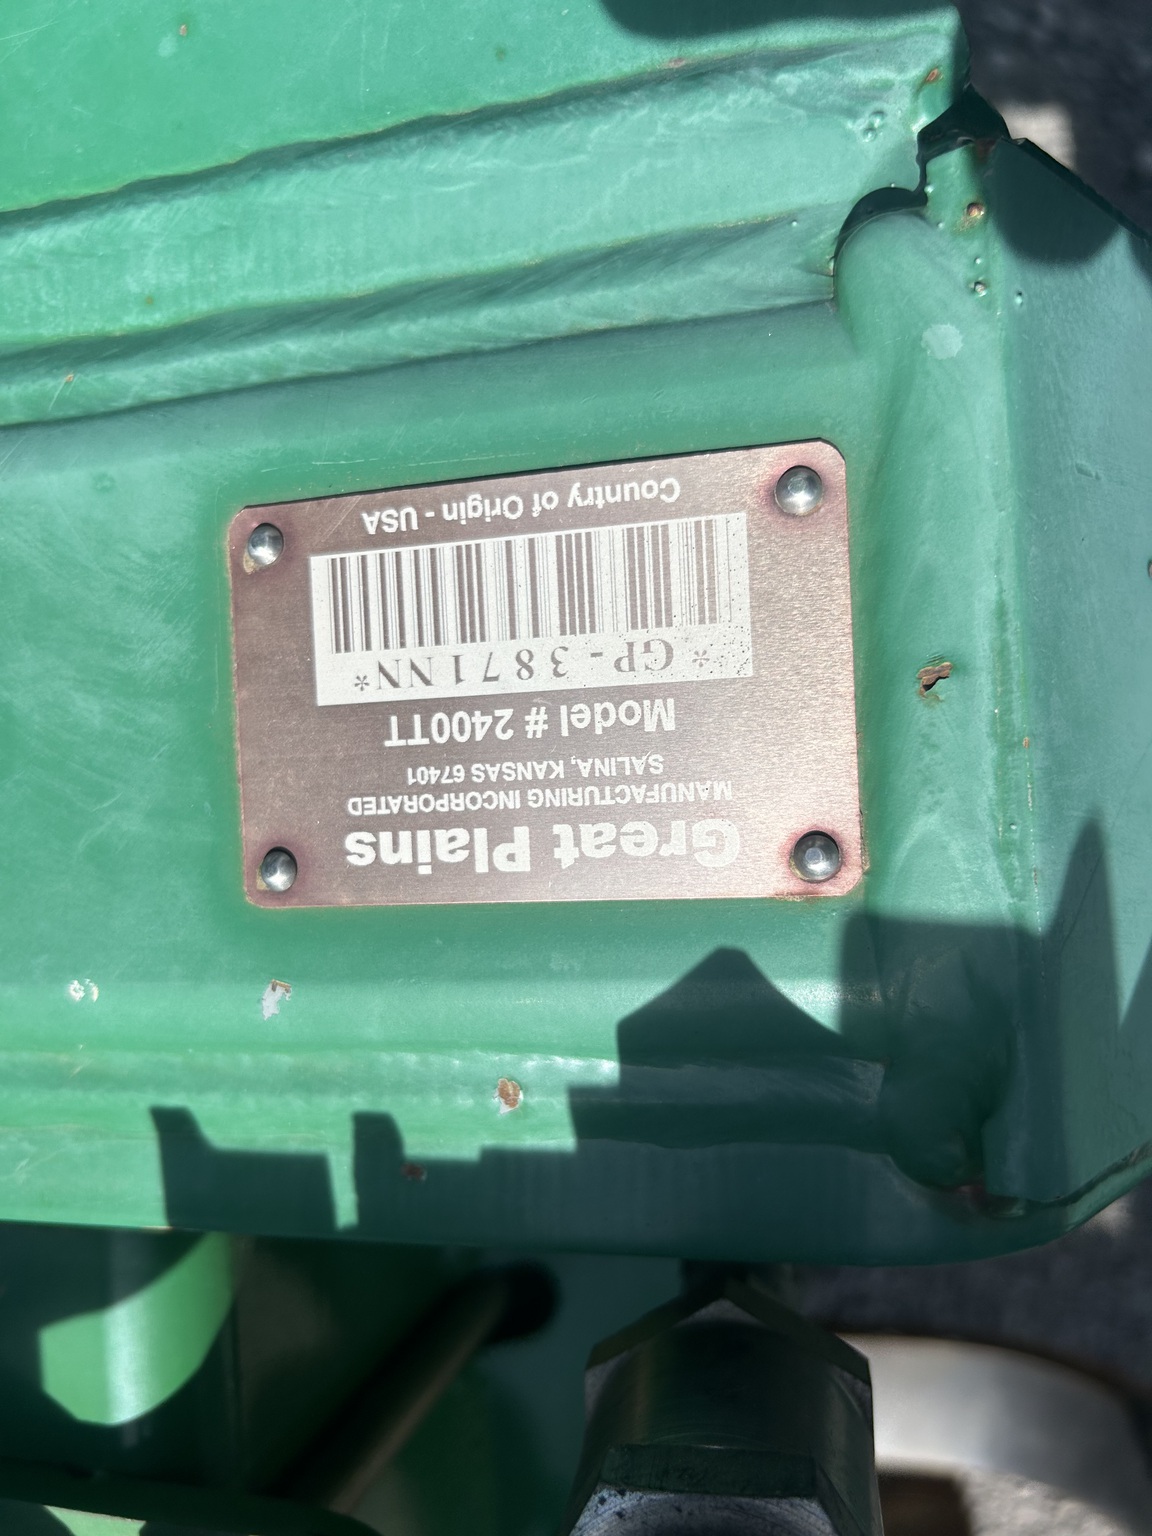 Great Plains
MANUFACTURING INCORPORATED
SALINA, KANSAS 67401
Model # 2400TT
*GP-3871NN*
Country of Origin - USA